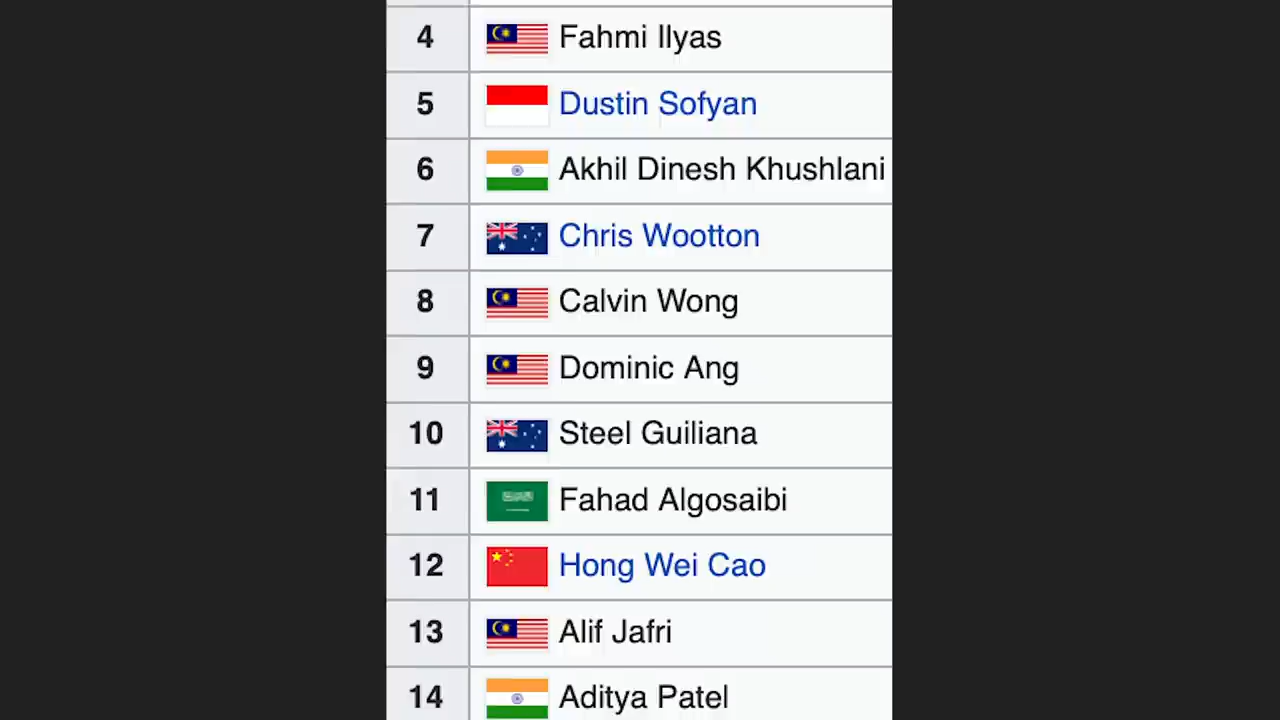 4 Fahmi Ilyas
5 Dustin Sofyan
6 Akhil Dinesh Khushlani
7 Chris Wootton
8 Calvin Wong
9 Dominic Ang
10 Steel Guiliana
11 Fahad Algosaibi
12 Hong Wei Cao
13 Alif Jafri
14 Aditya Patel